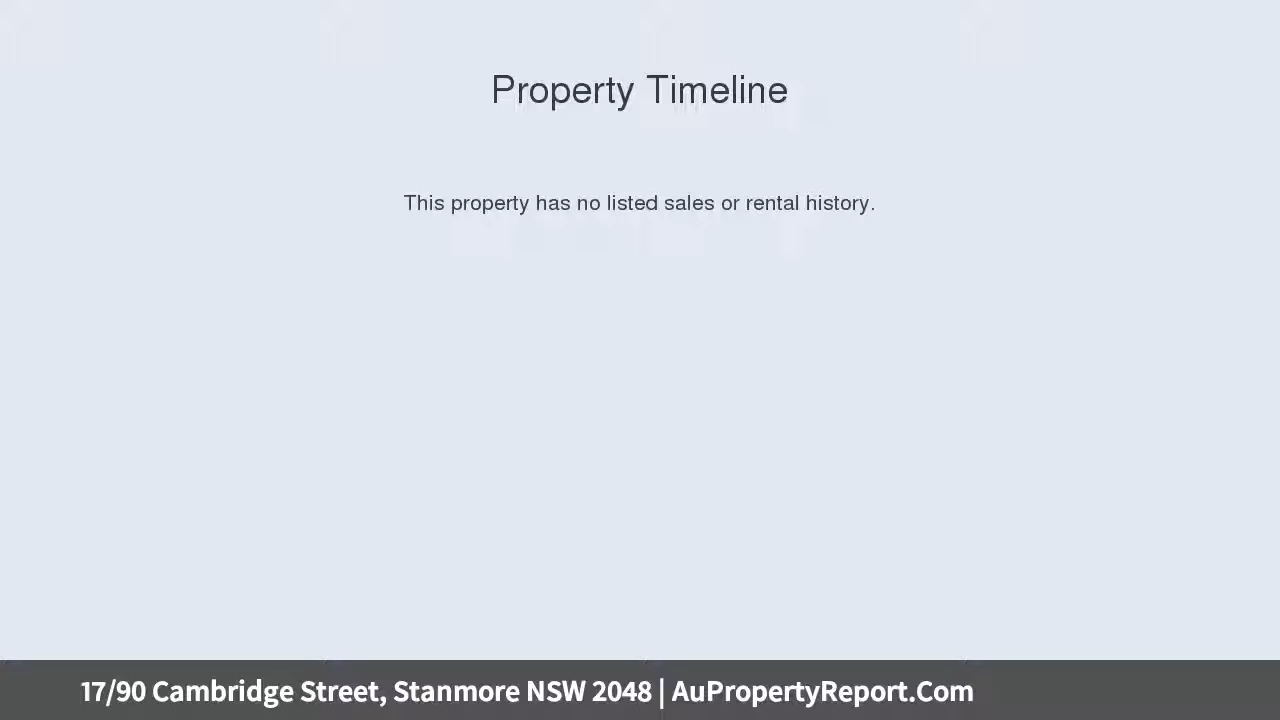 Property Timeline
This property has no listed sales or rental history.
17/90 Cambridge Street, Stanmore NSW 2048 | AuPropertyReport.Com